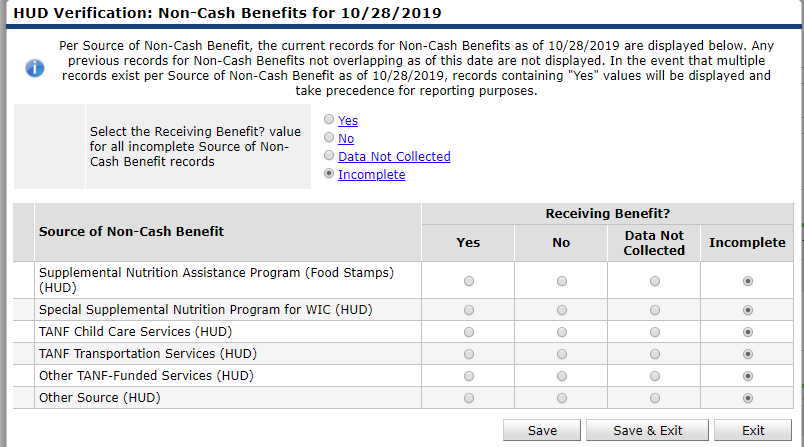 HUD Verification: Non-Cash Benefits for 10/28/2019
Per Source of Non-Cash Benefit, the current records for Non-Cash Benefits as of 10/28/2019 are displayed below. Any
previous records for Non-Cash Benefits not overlapping as of this date are not displayed. In the event that multiple
records exist per Source of Non-Cash Benefit as of 10/28/2019, records containing "Yes" values will be displayed and
take precedence for reporting purposes.
Select the Receiving Benefit? value
for all incomplete Source of Non-
Cash Benefit records
Yes
No
Data Not Collected
Incomplete
Source of Non-Cash Benefit
Receiving Benefit?
Yes
No
Data Not
Collected
Incomplete
Supplemental Nutrition Assistance Program (Food Stamps)
(HUD)
Special Supplemental Nutrition Program for WIC (HUD)
TANF Child Care Services (HUD)
TANF Transportation Services (HUD)
Other TANF-Funded Services (HUD)
Other Source (HUD)
Save
Save & Exit
Exit